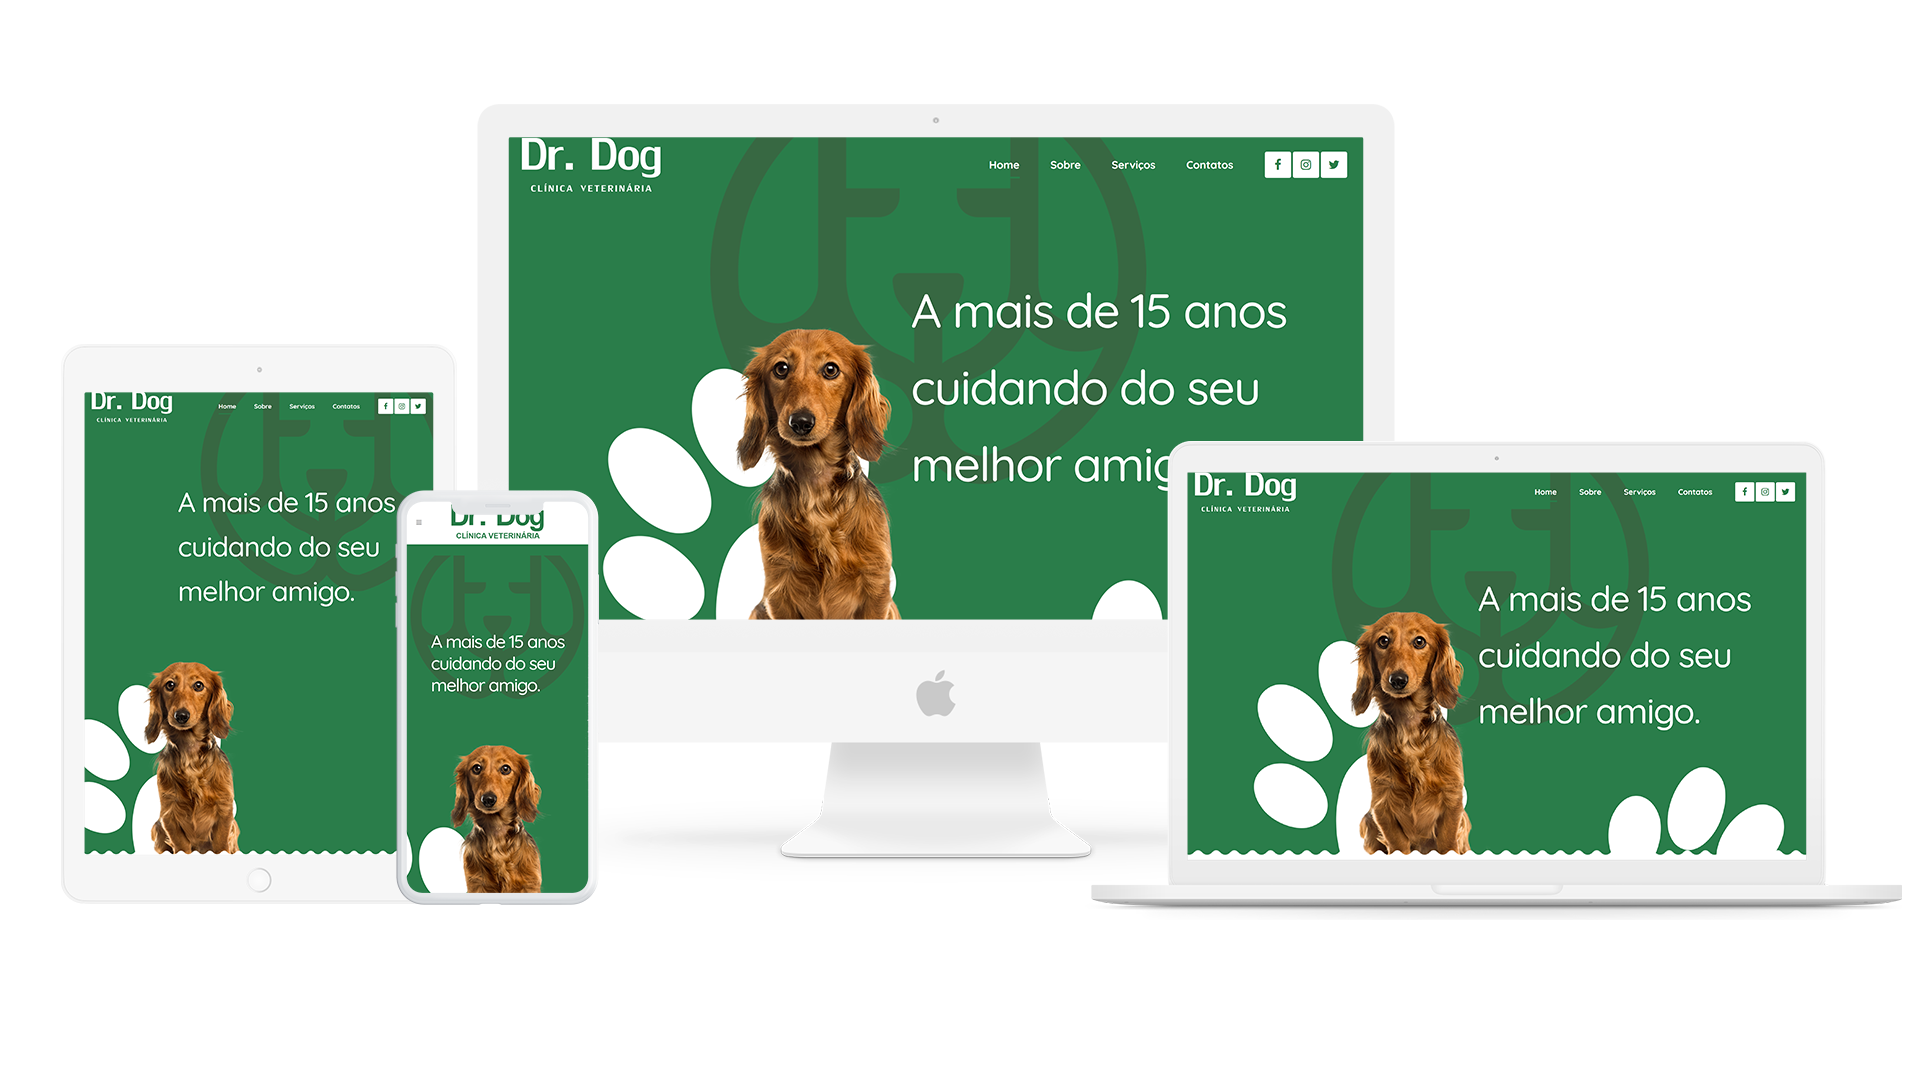 Dr. Dog
CLÍNICA VETERINÁRIA
Home Sobre Serviços Contatos
A mais de 15 anos
cuidando do seu
melhor amig
Dr. Dog
CLÍNICA VETERINÁRIA
Home Sobre Serviços Contatos
A mais de 15 anos
cuidando do seu
melhor amigo.
Dr. Dog
CLÍNICA VETERINÁRIA
A mais de 15 anos
cuidando do seu
melhor amigo.
Dr. Dog
CLÍNICA VETERINÁRIA
Home Sobre Serviços Contatos
A mais de 15 anos
cuidando do seu
melhor amigo.